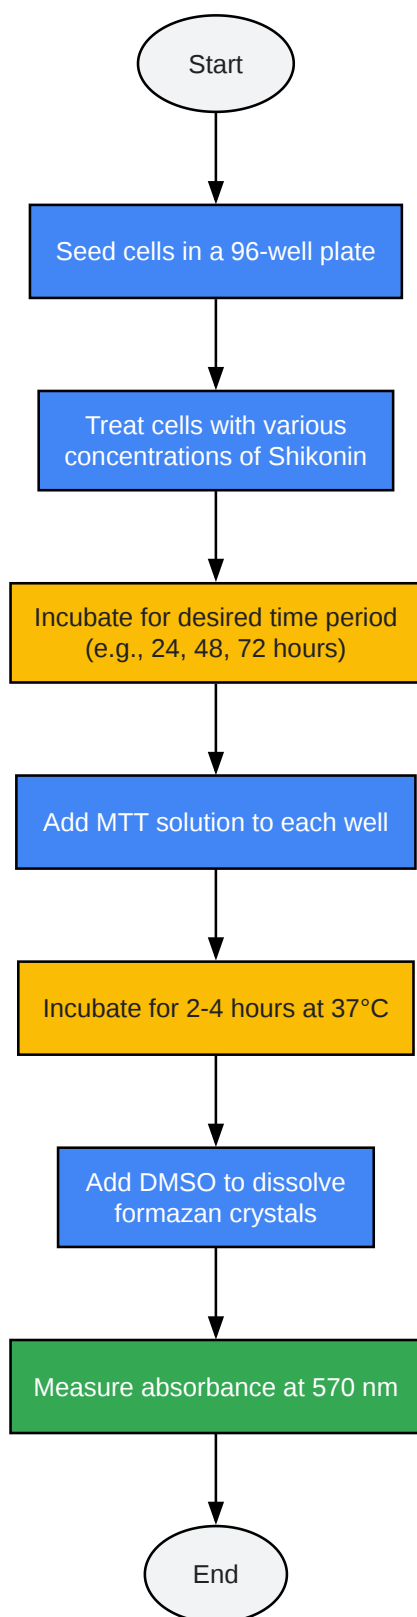 Start
Seed cells in a 96-well plate
Treat cells with various
concentrations of Shikonin
Incubate for desired time period
(e.g., 24, 48, 72 hours)
Add MTT solution to each well
Incubate for 2-4 hours at 37°C
Add DMSO to dissolve
formazan crystals
Measure absorbance at 570 nm
End